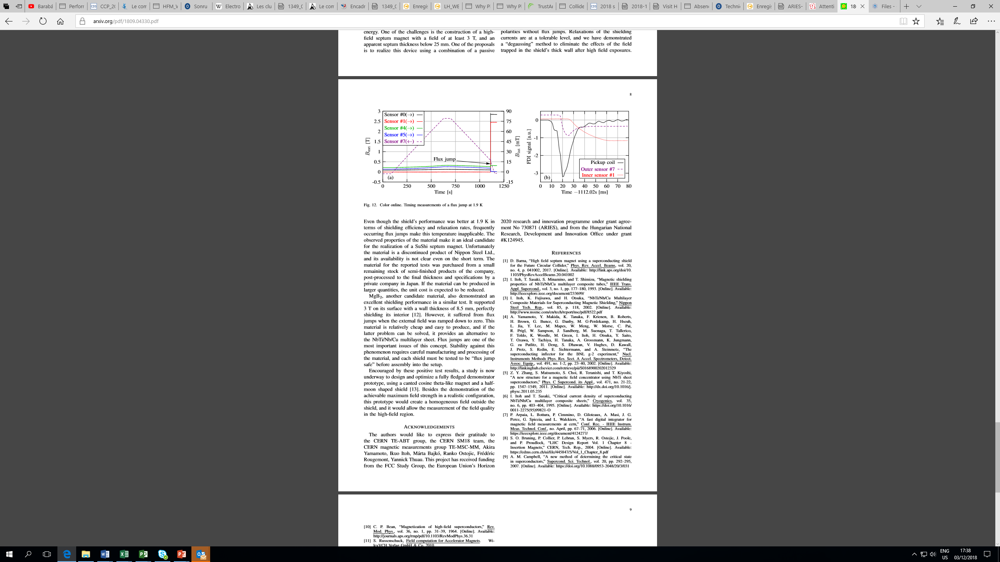 Barabá
Perforr
CCP_2(
Le com
HFM_V
Sonru
Electro
Les clu
1349_0
Le com
Encadr
1349_0
Enregis
LH_WE
Why Pl
Why Pl
TrustAr
Collide
2018 s
2018-1
Visit H
Absenc
Technic
Enregis
ARIES-
Attenti
18
Files -
arxiv.org/pdf/1809.04330.pdf
energy. One of the challenges is the construction of a high-
field septum magnet with a field of at least 3 T, and an
apparent septum thickness below 25 mm. One of the proposals
is to realize this device using a combination of a passive
polarities without flux jumps. Relaxations of the shielding
currents are at a tolerable level, and we have demonstrated
a “degaussing” method to eliminate the effects of the field
trapped in the shield’s thick wall after high field exposures.
8
3
2.5
2
1.5
1
0.5
0
-0.5
Bext [T]
Sensor #0(→)
Sensor #1(→)
Sensor #4(→)
Sensor #5(→)
Sensor #7(←)
Flux jump
(a)
90
75
60
45
30
15
0
-15
Bint [mT]
0 250 500 750 1000 1250
Time [s]
FDI signal [a.u.]
0
-1
-2
-3
Pickup coil
Outer sensor #7
Inner sensor #1
(b)
0 10 20 30 40 50 60 70 80
Time −1112.02s [ms]
Fig. 12. Color online. Timing measurements of a flux jump at 1.9 K
Even though the shield’s performance was better at 1.9 K in
terms of shielding efficiency and relaxation rates, frequently
occurring flux jumps make this temperature inapplicable. The
observed properties of the material make it an ideal candidate
for the realization of a SuShi septum magnet. Unfortunately
the material is a discontinued product of Nippon Steel Ltd.,
and its availability is not clear even on the short term. The
material for the reported tests was purchased from a small
remaining stock of semi-finished products of the company,
post-processed to the final thickness and specifications by a
private company in Japan. If the material can be produced in
larger quantities, the unit cost is expected to be reduced.
MgB₂, another candidate material, also demonstrated an
excellent shielding performance in a similar test. It supported
3 T on its surface with a wall thickness of 8.5 mm, perfectly
shielding its interior [12]. However, it suffered from flux
jumps when the external field was ramped down to zero. This
material is relatively cheap and easy to produce, and if the
latter problem can be solved, it provides an alternative to
the NbTi/Nb/Cu multilayer sheet. Flux jumps are one of the
most important issues of this concept. Stability against this
phenomenon requires careful manufacturing and processing of
the material, and each shield must be tested to be “flux jump
safe” before assembly into the setup.
Encouraged by these positive test results, a study is now
underway to design and optimize a fully fledged demonstrator
prototype, using a canted cosine theta-like magnet and a half-
moon shaped shield [13]. Besides the demonstration of the
achievable maximum field strength in a realistic configuration,
this prototype would create a homogeneous field outside the
shield, and it would allow the measurement of the field quality
in the high-field region.
ACKNOWLEDGEMENTS
The authors would like to express their gratitude to
the CERN TE-ABT group, the CERN SM18 team, the
CERN magnetic measurements group TE-MSC-MM, Akira
Yamamoto, Ikuo Itoh, Márta Bajkó, Ranko Ostojic, Frédéric
Rougemont, Yannick Thuau. This project has received funding
from the FCC Study Group, the European Union’s Horizon
2020 research and innovation programme under grant agree-
ment No 730871 (ARIES), and from the Hungarian National
Research, Development and Innovation Office under grant
#K124945.
REFERENCES
[1] D. Barna, “High field septum magnet using a superconducting shield
for the Future Circular Collider,” Phys. Rev. Accel. Beams, vol. 20,
no. 4, p. 041002, 2017. [Online]. Available: http://link.aps.org/doi/10.
1103/PhysRevAccelBeams.20.041002
[2] I. Itoh, T. Sasaki, S. Minamino, and T. Shimizu, “Magnetic shielding
properties of NbTi/Nb/Cu multilayer composite tubes,” IEEE Trans.
Appl. Supercond., vol. 3, no. 1, pp. 177–180, 1993. [Online]. Available:
http://ieeexplore.ieee.org/document/233699/
[3] I. Itoh, K. Fujisawa, and H. Otsuka, “NbTi/Nb/Cu Multilayer
Composite Materials for Superconducting Magnetic Shielding,” Nippon
Steel Tech. Rep., vol. 85, p. 118, 2002. [Online]. Available:
http://www.nssmc.com/en/tech/report/nsc/pdf/8522.pdf
[4] A. Yamamoto, Y. Makida, K. Tanaka, F. Krienen, B. Roberts,
H. Brown, G. Bunce, G. Danby, M. G-Perdekamp, H. Hseuh,
L. Jia, Y. Lee, M. Mapes, W. Meng, W. Morse, C. Pai,
R. Prigl, W. Sampson, J. Sandberg, M. Suenaga, T. Tallerico,
F. Toldo, K. Woodle, M. Green, I. Itoh, H. Otsuka, Y. Saito,
T. Ozawa, Y. Tachiya, H. Tanaka, A. Grossmann, K. Jungmann,
G. zu Putlitz, H. Deng, S. Dhawan, V. Hughes, D. Kawall,
J. Pretz, S. Redin, E. Sichtermann, and A. Steinmetz, “The
superconducting inflector for the BNL g-2 experiment,” Nucl.
Instruments Methods Phys. Res. Sect. A Accel. Spectrometers, Detect.
Assoc. Equip., vol. 491, no. 1-2, pp. 23–40, 2002. [Online]. Available:
http://linkinghub.elsevier.com/retrieve/pii/S0168900202012329
[5] Z. Y. Zhang, S. Matsumoto, S. Choi, R. Teranishi, and T. Kiyoshi,
“A new structure for a magnetic field concentrator using NbTi sheet
superconductors,” Phys. C Supercond. its Appl., vol. 471, no. 21-22,
pp. 1547–1549, 2011. [Online]. Available: http://dx.doi.org/10.1016/j.
physc.2011.05.235
[6] I. Itoh and T. Sasaki, “Critical current density of superconducting
NbTi/Nb/Cu multilayer composite sheets,” Cryogenics, vol. 35,
no. 6, pp. 403–404, 1995. [Online]. Available: https://doi.org/10.1016/
0011-2275(95)99821-O
[7] P. Arpaia, L. Bottura, P. Cimmino, D. Giloteaux, A. Masi, J. G.
Perez, G. Spiezia, and L. Walckiers, “A fast digital integrator for
magnetic field measurements at cern,” Conf. Rec. - IEEE Instrum.
Meas. Technol. Conf., no. April, pp. 67–71, 2006. [Online]. Available:
https://ieeexplore.ieee.org/document/4124277/
[8] S. O. Bruning, P. Collier, P. Lebrun, S. Myers, R. Ostojic, J. Poole,
and P. Proudlock, “LHC Design Report Vol. 1 Chapter 8 -
Insertion Magnets,” CERN, Tech. Rep., 2004. [Online]. Available:
https://edms.cern.ch/ui/file/445847/5/Vol_1_Chapter_8.pdf
[9] A. M. Campbell, “A new method of determining the critical state
in superconductors,” Supercond. Sci. Technol., vol. 20, pp. 292–295,
2007. [Online]. Available: https://doi.org/10.1088/0953-2048/20/3/031
9
[10] C. P. Bean, “Magnetization of high-field superconductors,” Rev.
Mod. Phys., vol. 36, no. 1, pp. 31–39, 1964. [Online]. Available:
http://journals.aps.org/rmp/pdf/10.1103/RevModPhys.36.31
[11] S. Russenschuck, Field computation for Accelerator Magnets. Wi-
leyVCH Verlag GmbH & Co, 2010.
ENG
US
17:38
03/12/2018